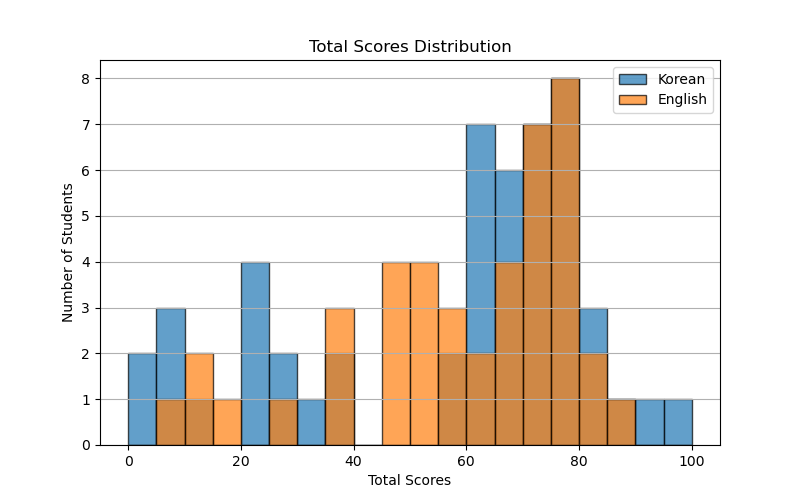 Total Scores Distribution
Korean
English
8
7
6
5
4
3
2
1
0
Number of Students
0 20 40 60 80 100
Total Scores